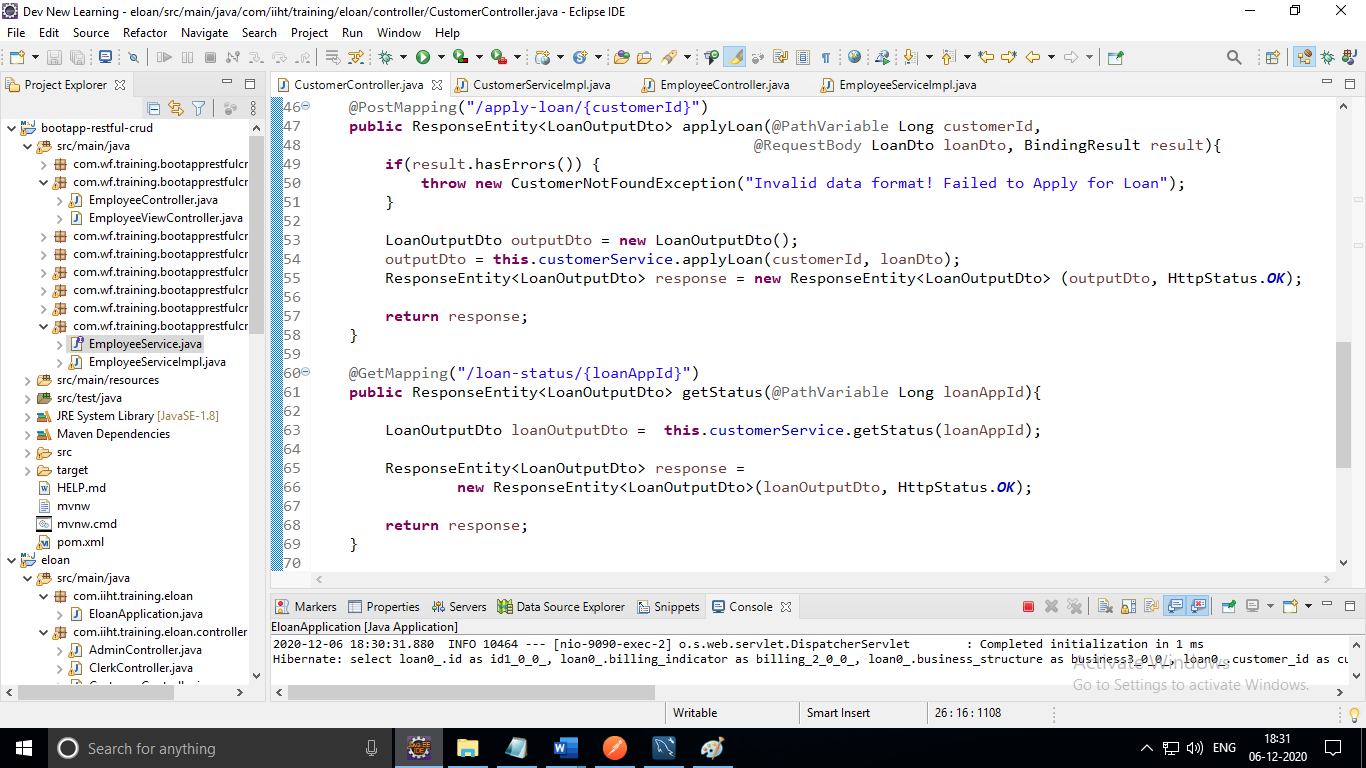 Dev New Learning - eloan/src/main/java/com/iiht/training/eloan/controller/CustomerController.java - Eclipse IDE
File Edit Source Refactor Navigate Search Project Run Window Help
Project Explorer
bootapp-restful-crud
src/main/java
com.wf.training.bootapprestfulcr
com.wf.training.bootapprestfulcr
EmployeeController.java
EmployeeViewController.java
com.wf.training.bootapprestfulcr
com.wf.training.bootapprestfulcr
com.wf.training.bootapprestfulcr
com.wf.training.bootapprestfulcr
com.wf.training.bootapprestfulcr
com.wf.training.bootapprestfulcr
EmployeeService.java
EmployeeServiceImpl.java
src/main/resources
src/test/java
JRE System Library [JavaSE-1.8]
Maven Dependencies
src
target
HELP.md
mvnw
mvnw.cmd
pom.xml
eloan
src/main/java
com.iiht.training.eloan
EloanApplication.java
com.iiht.training.eloan.controller
AdminController.java
ClerkController.java
CustomerController.java CustomerServiceImpl.java EmployeeController.java EmployeeServiceImpl.java
46 @PostMapping("/apply-loan/{customerId}")
47 public ResponseEntity<LoanOutputDto> applyLoan(@PathVariable Long customerId,
48 @RequestBody LoanDto loanDto, BindingResult result){
49 if(result.hasErrors()) {
50 throw new CustomerNotFoundException("Invalid data format! Failed to Apply for Loan");
51 }
52
53 LoanOutputDto outputDto = new LoanOutputDto();
54 outputDto = this.customerService.applyLoan(customerId, loanDto);
55 ResponseEntity<LoanOutputDto> response = new ResponseEntity<LoanOutputDto> (outputDto, HttpStatus.OK);
56
57 return response;
58 }
59
60 @GetMapping("/loan-status/{loanAppId}")
61 public ResponseEntity<LoanOutputDto> getStatus(@PathVariable Long loanAppId){
62
63 LoanOutputDto loanOutputDto =  this.customerService.getStatus(loanAppId);
64
65 ResponseEntity<LoanOutputDto> response =
66 new ResponseEntity<LoanOutputDto>(loanOutputDto, HttpStatus.OK);
67
68 return response;
69 }
70
Markers Properties Servers Data Source Explorer Snippets Console
EloanApplication [Java Application]
2020-12-06 18:30:31.880  INFO 10464 --- [nio-9090-exec-2] o.s.web.servlet.DispatcherServlet        : Completed initialization in 1 ms
Hibernate: select loan0_.id as id1_0_0_, loan0_.billing_indicator as billing_2_0_0_, loan0_.business_structure as business3_0_0_, loan0_.customer_id as cu
Activate Windows
Go to Settings to activate Windows.
Writable Smart Insert 26 : 16 : 1108
Search for anything
ENG
18:31
06-12-2020